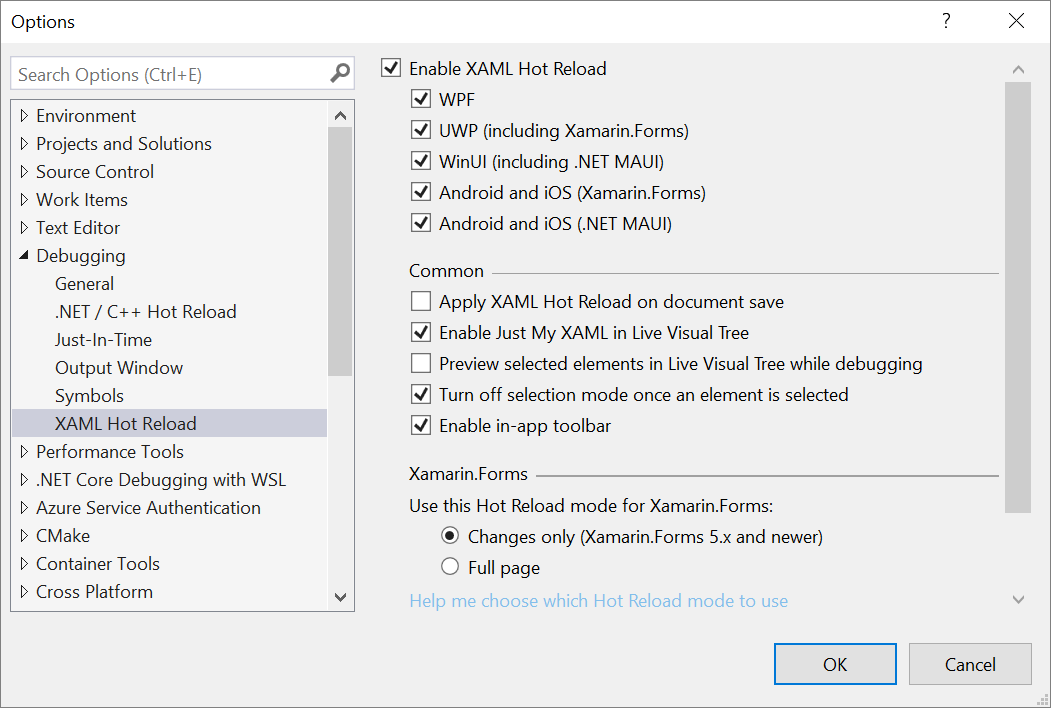 Options
?
Search Options (Ctrl+E)
Environment
Projects and Solutions
Source Control
Work Items
Text Editor
Debugging
General
.NET / C++ Hot Reload
Just-In-Time
Output Window
Symbols
XAML Hot Reload
Performance Tools
.NET Core Debugging with WSL
Azure Service Authentication
CMake
Container Tools
Cross Platform
Enable XAML Hot Reload
WPF
UWP (including Xamarin.Forms)
WinUI (including .NET MAUI)
Android and iOS (Xamarin.Forms)
Android and iOS (.NET MAUI)
Common
Apply XAML Hot Reload on document save
Enable Just My XAML in Live Visual Tree
Preview selected elements in Live Visual Tree while debugging
Turn off selection mode once an element is selected
Enable in-app toolbar
Xamarin.Forms
Use this Hot Reload mode for Xamarin.Forms:
Changes only (Xamarin.Forms 5.x and newer)
Full page
Help me choose which Hot Reload mode to use
OK
Cancel